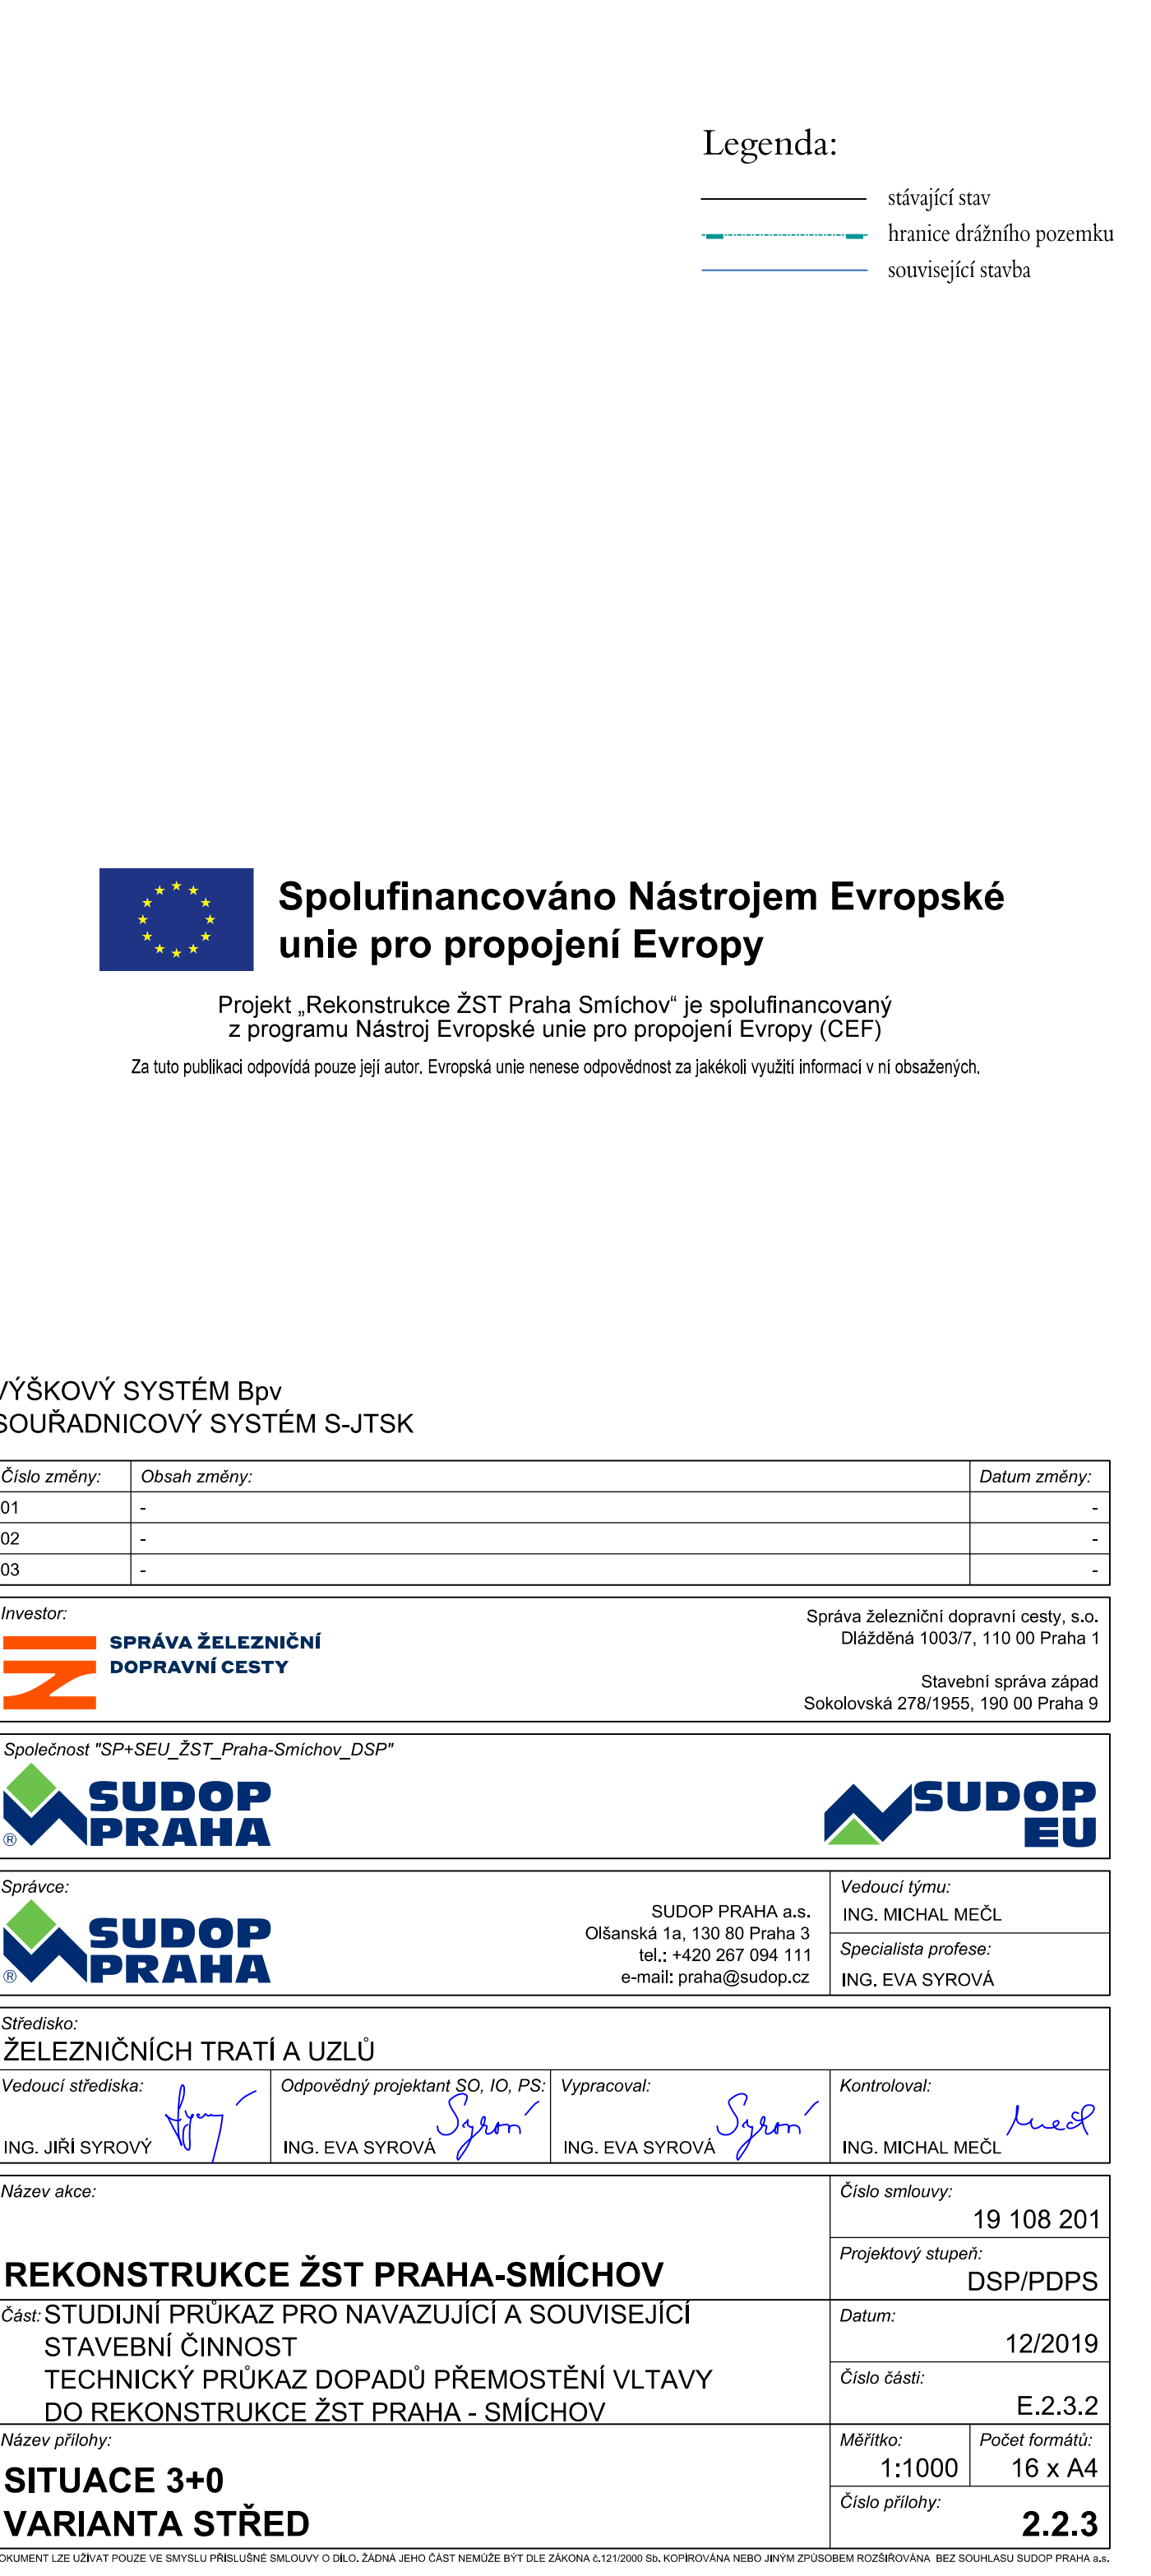 Legenda:
stávající stav
hranice drážního pozemku
související stavba
Spolufinancováno Nástrojem Evropské
unie pro propojení Evropy
Projekt „Rekonstrukce ŽST Praha Smíchov“ je spolufinancovaný
z programu Nástroj Evropské unie pro propojení Evropy (CEF)
Za tuto publikaci odpovídá pouze její autor. Evropská unie nenese odpovědnost za jakékoli využití informací v ní obsažených.
VÝŠKOVÝ SYSTÉM Bpv
SOUŘADNICOVÝ SYSTÉM S-JTSK
Číslo změny: Obsah změny: Datum změny:
01 - -
02 - -
03 - -
Investor:
SPRÁVA ŽELEZNIČNÍ
DOPRAVNÍ CESTY
Správa železniční dopravní cesty, s.o.
Dlážděná 1003/7, 110 00 Praha 1
Stavební správa západ
Sokolovská 278/1955, 190 00 Praha 9
Společnost "SP+SEU_ŽST_Praha-Smíchov_DSP"
SUDOP
PRAHA
®
SUDOP
EU
Správce:
SUDOP
PRAHA
®
SUDOP PRAHA a.s.
Olšanská 1a, 130 80 Praha 3
tel.: +420 267 094 111
e-mail: praha@sudop.cz
Vedoucí týmu:
ING. MICHAL MEČL
Specialista profese:
ING. EVA SYROVÁ
Středisko:
ŽELEZNIČNÍCH TRATÍ A UZLŮ
Vedoucí střediska: Odpovědný projektant SO, IO, PS: Vypracoval: Kontroloval:
ING. JIŘÍ SYROVÝ ING. EVA SYROVÁ ING. EVA SYROVÁ ING. MICHAL MEČL
Název akce:
REKONSTRUKCE ŽST PRAHA-SMÍCHOV
Číslo smlouvy:
19 108 201
Projektový stupeň:
DSP/PDPS
Část: STUDIJNÍ PRŮKAZ PRO NAVAZUJÍCÍ A SOUVISEJÍCÍ
STAVEBNÍ ČINNOST
TECHNICKÝ PRŮKAZ DOPADŮ PŘEMOSTĚNÍ VLTAVY
DO REKONSTRUKCE ŽST PRAHA - SMÍCHOV
Datum:
12/2019
Číslo části:
E.2.3.2
Název přílohy:
SITUACE 3+0
VARIANTA STŘED
Měřítko: Počet formátů:
1:1000 16 x A4
Číslo přílohy:
2.2.3
OKUMENT LZE UŽÍVAT POUZE VE SMYSLU PŘÍSLUŠNÉ SMLOUVY O DÍLO. ŽÁDNÁ JEHO ČÁST NEMŮŽE BÝT DLE ZÁKONA č.121/2000 Sb. KOPÍROVÁNA NEBO JINÝM ZPŮSOBEM ROZŠIŘOVÁNA BEZ SOUHLASU SUDOP PRAHA a.s.